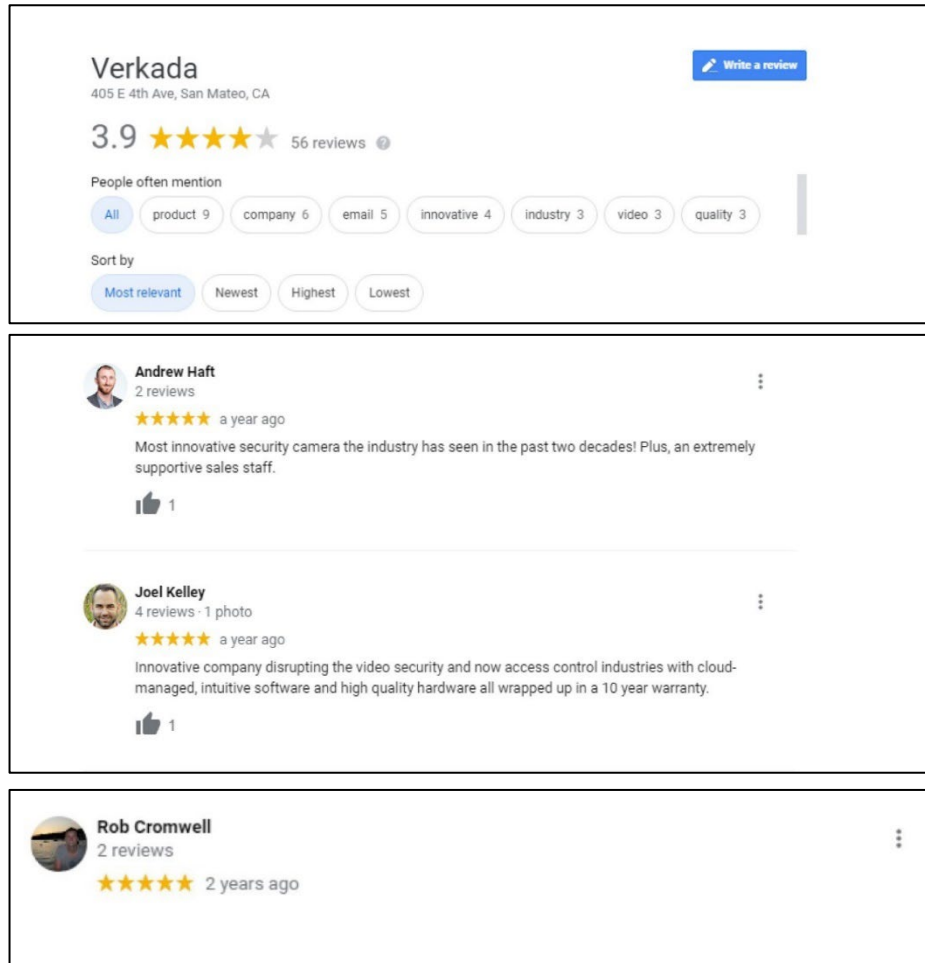 Verkada
Write a review
405 E 4th Ave, San Mateo, CA
3.9 56 reviews ?
People often mention
All product 9 company 6 email 5 innovative 4 industry 3 video 3 quality 3
Sort by
Most relevant Newest Highest Lowest
Andrew Haft
2 reviews
a year ago
Most innovative security camera the industry has seen in the past two decades! Plus, an extremely
supportive sales staff.
1
Joel Kelley
4 reviews · 1 photo
a year ago
Innovative company disrupting the video security and now access control industries with cloud-
managed, intuitive software and high quality hardware all wrapped up in a 10 year warranty.
1
Rob Cromwell
2 reviews
2 years ago